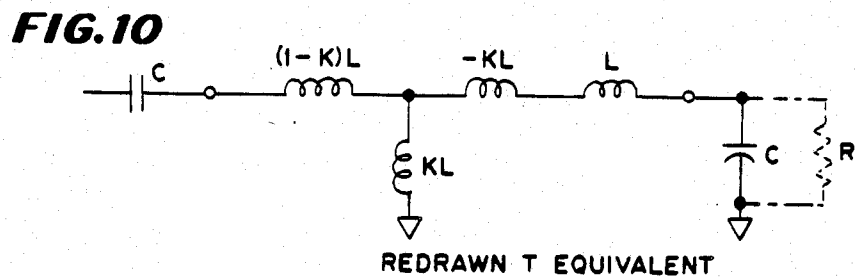 FIG.10
C (1-K)L -KL L
KL C R
REDRAWN T EQUIVALENT